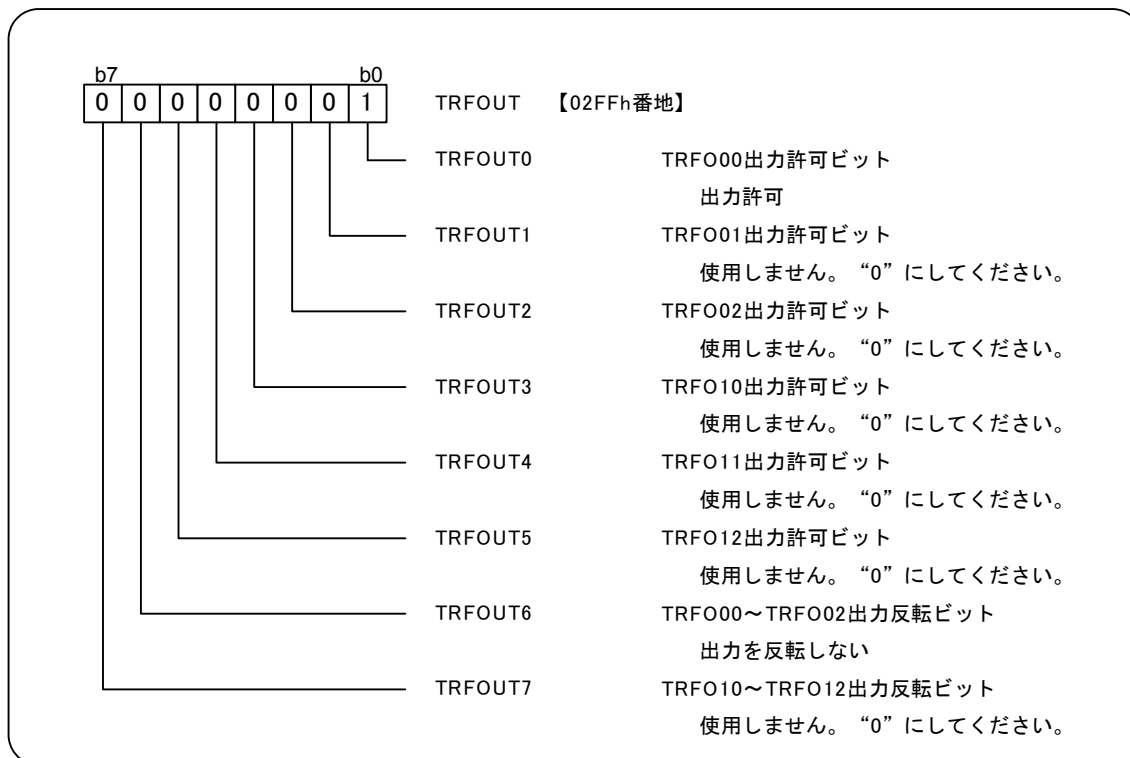 b7 b0
0 0 0 0 0 0 0 1 TRFOUT 【02FFh番地】
TRFOUT0 TRFO00出力許可ビット
出力許可
TRFOUT1 TRFO01出力許可ビット
使用しません。“0”にしてください。
TRFOUT2 TRFO02出力許可ビット
使用しません。“0”にしてください。
TRFOUT3 TRFO10出力許可ビット
使用しません。“0”にしてください。
TRFOUT4 TRFO11出力許可ビット
使用しません。“0”にしてください。
TRFOUT5 TRFO12出力許可ビット
使用しません。“0”にしてください。
TRFOUT6 TRFO00～TRFO02出力反転ビット
出力を反転しない
TRFOUT7 TRFO10～TRFO12出力反転ビット
使用しません。“0”にしてください。